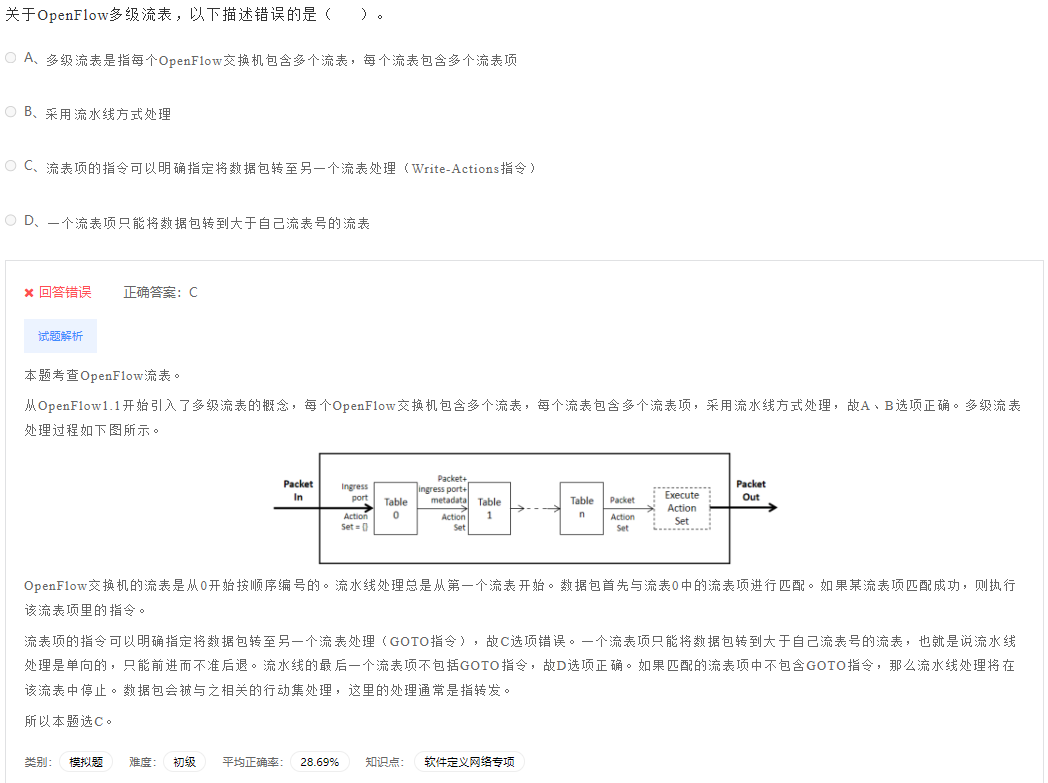 关于OpenFlow多级流表，以下描述错误的是（　　）。
A、多级流表是指每个OpenFlow交换机包含多个流表，每个流表包含多个流表项
B、采用流水线方式处理
C、流表项的指令可以明确指定将数据包转至另一个流表处理（Write-Actions指令）
D、一个流表项只能将数据包转到大于自己流表号的流表
✖ 回答错误　正确答案：C
试题解析
本题考查OpenFlow流表。
从OpenFlow1.1开始引入了多级流表的概念，每个OpenFlow交换机包含多个流表，每个流表包含多个流表项，采用流水线方式处理，故A、B选项正确。多级流表
处理过程如下图所示。
Packet
In
Ingress
port
Action
Set = {}
Table
0
Packet+
ingress port+
metadata
Action
Set
Table
1
Table
n
Packet
Action
Set
Execute
Action
Set
Packet
Out
OpenFlow交换机的流表是从0开始按顺序编号的。流水线处理总是从第一个流表开始。数据包首先与流表0中的流表项进行匹配。如果某流表项匹配成功，则执行
该流表项里的指令。
流表项的指令可以明确指定将数据包转至另一个流表处理（GOTO指令），故C选项错误。一个流表项只能将数据包转到大于自己流表号的流表，也就是说流水线
处理是单向的，只能前进而不准后退。流水线的最后一个流表项不包括GOTO指令，故D选项正确。如果匹配的流表项中不包含GOTO指令，那么流水线处理将在
该流表中停止。数据包会被与之相关的行动集处理，这里的处理通常是指转发。
所以本题选C。
类别： 模拟题　难度： 初级　平均正确率： 28.69%　知识点： 软件定义网络专项